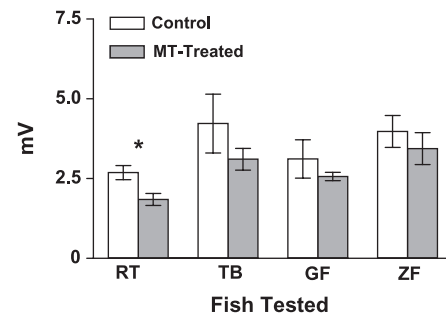 7.5
Control
MT-Treated
5.0
mV
*
2.5
0
RT TB GF ZF
Fish Tested